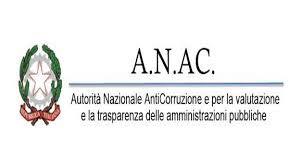 A.N.AC.
Autorità Nazionale AntiCorruzione e per la valutazione
e la trasparenza delle amministrazioni pubbliche